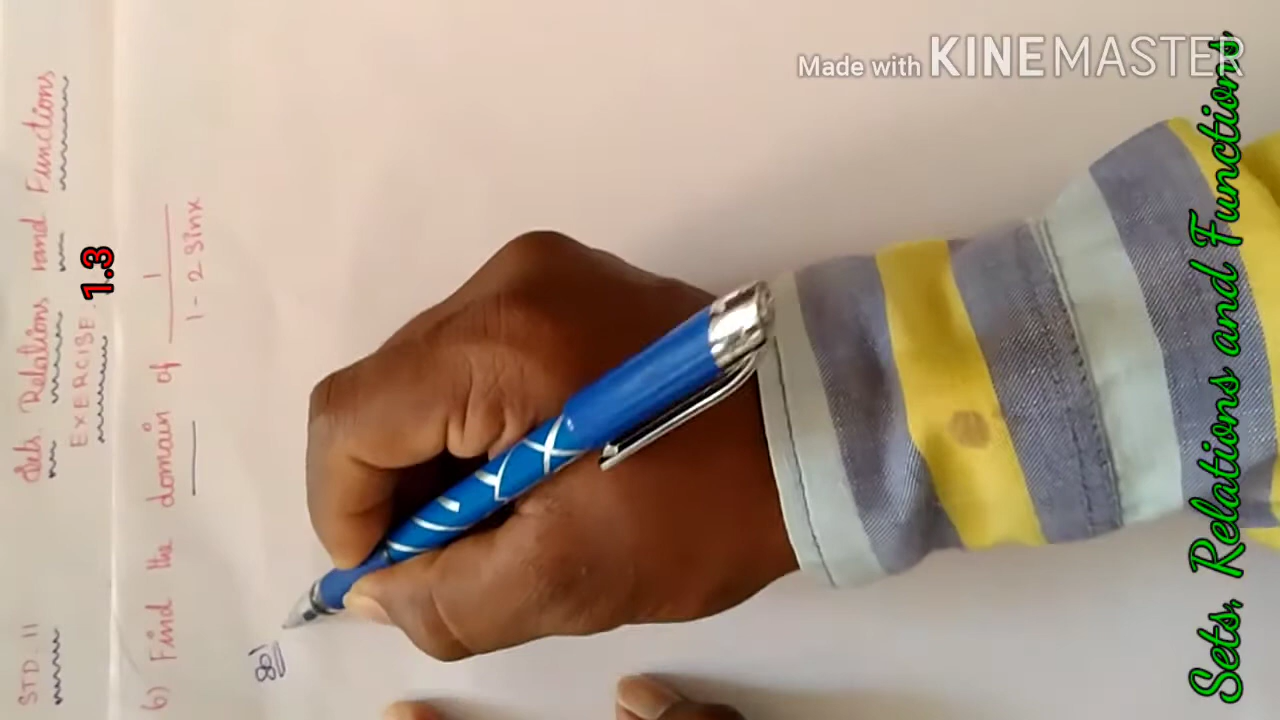 STD. 11 Sets, Relations and Functions
EXERCISE. 1.3
6) Find the domain of 1
1 - 2 sinx
Sol
Made with KINEMASTER
Sets, Relations and Functions